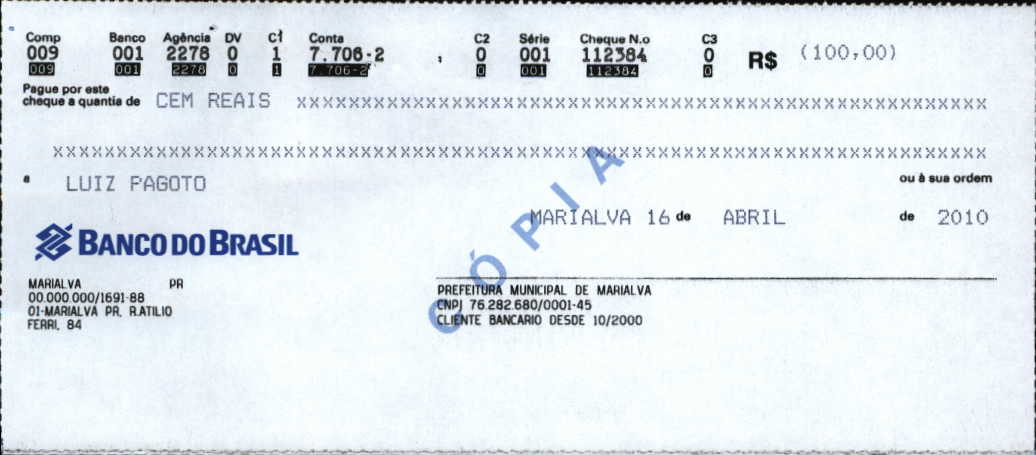 Comp Banco Agência DV C1 Conta C2 Série Cheque N.o C3
009 001 2278 0 1 7.706-2 0 001 112384 0 R$ (100,00)
009 001 2278 0 1 7.706-2 0 001 112384 0
Pague por este
cheque a quantia de CEM REAIS XXXXXXXXXXXXXXXXXXXXXXXXXXXXXXXXXXXXXXXXXXXXXXXXXXXXXXXXXXXXXXXXX
XXXXXXXXXXXXXXXXXXXXXXXXXXXXXXXXXXXXXXXXXXXXXXXXXXXXXXXXXXXXXXXXXXXXXXXXXXXXXXXXXXXXXXX
a LUIZ PAGOTO ou à sua ordem
MARIALVA 16 de ABRIL de 2010
BANCO DO BRASIL
CÓPIA
MARIALVA PR
00.000.000/1691-88
01-MARIALVA PR, R.ATILIO
FERRI, 84
PREFEITURA MUNICIPAL DE MARIALVA
CNPJ 76.282.680/0001-45
CLIENTE BANCARIO DESDE 10/2000